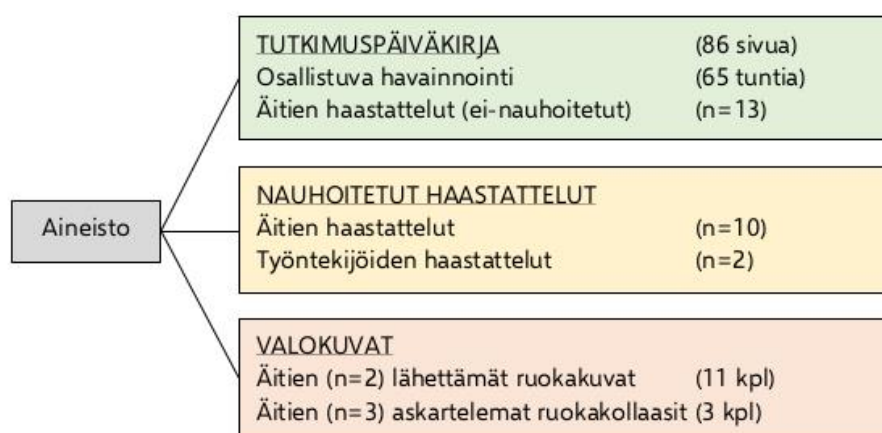 Aineisto
TUTKIMUSPÄIVÄKIRJA (86 sivua)
Osallistuva havainnointi (65 tuntia)
Äitien haastattelut (ei-nauhoitetut) (n=13)
NAUHOITETUT HAASTATTELUT
Äitien haastattelut (n=10)
Työntekijöiden haastattelut (n=2)
VALOKUVAT
Äitien (n=2) lähettämät ruokakuvat (11 kpl)
Äitien (n=3) askartelemat ruokakollaasit (3 kpl)